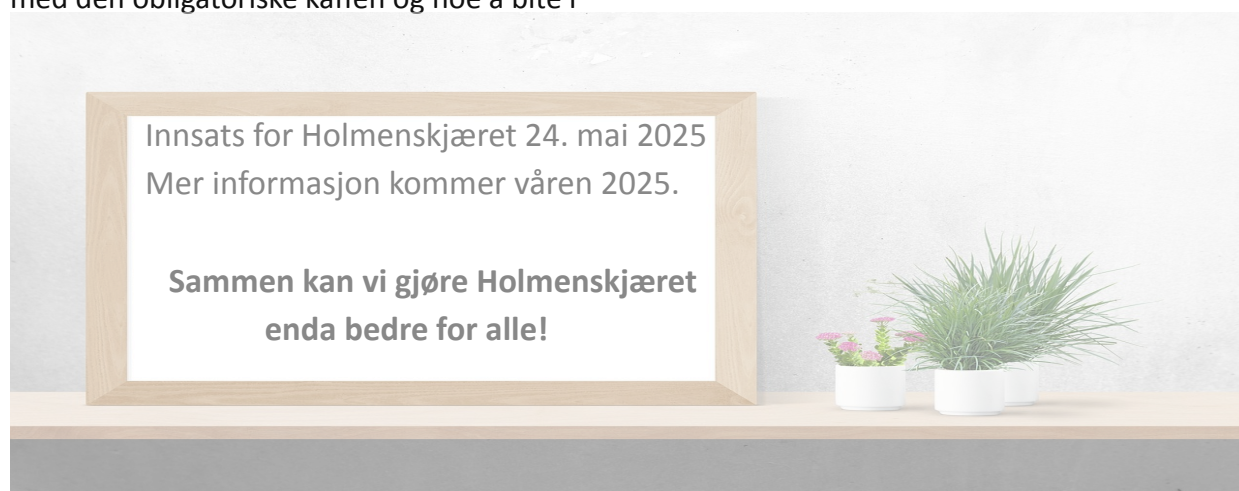 med den obligatoriske kaffen og noe å bite i
Innsats for Holmenskjæret 24. mai 2025
Mer informasjon kommer våren 2025.
Sammen kan vi gjøre Holmenskjæret
enda bedre for alle!